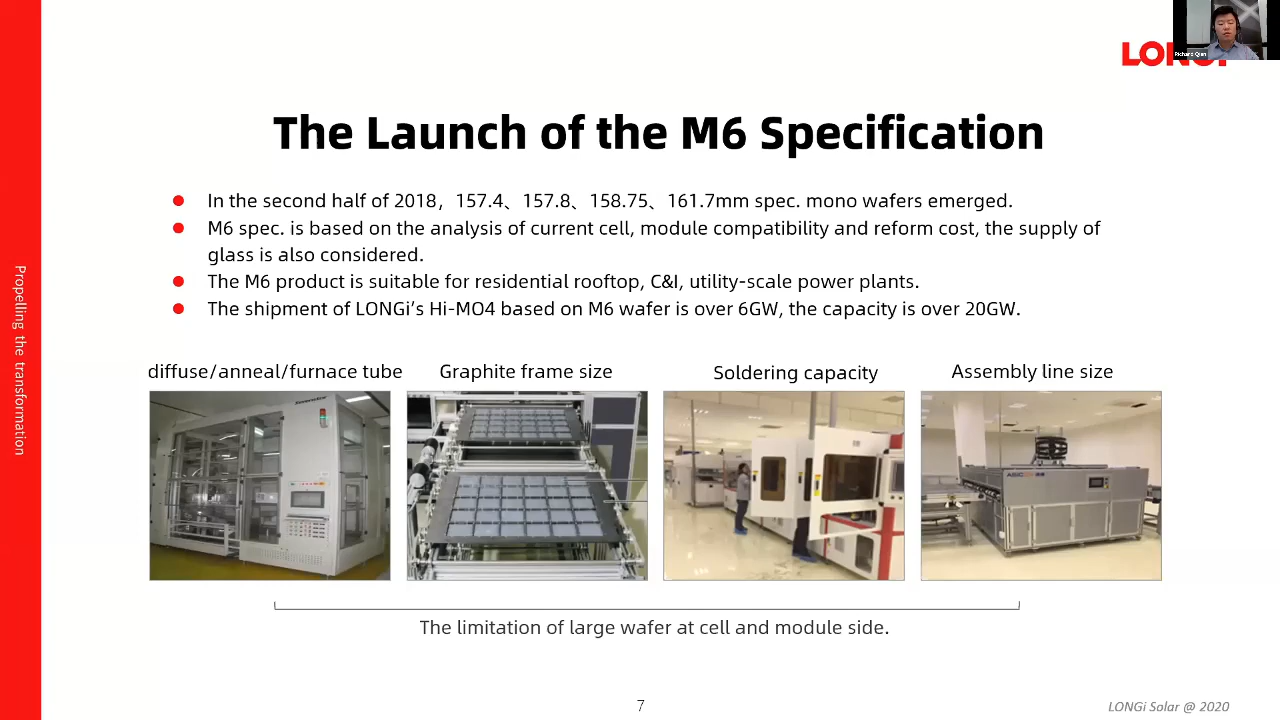 Richard Qian
LONGi
The Launch of the M6 Specification
In the second half of 2018，157.4、157.8、158.75、161.7mm spec. mono wafers emerged.
M6 spec. is based on the analysis of current cell, module compatibility and reform cost, the supply of
glass is also considered.
The M6 product is suitable for residential rooftop, C&I, utility-scale power plants.
The shipment of LONGi’s Hi-MO4 based on M6 wafer is over 6GW, the capacity is over 20GW.
Propelling the transformation
diffuse/anneal/furnace tube
Graphite frame size
Soldering capacity
Assembly line size
The limitation of large wafer at cell and module side.
7
LONGi Solar @ 2020